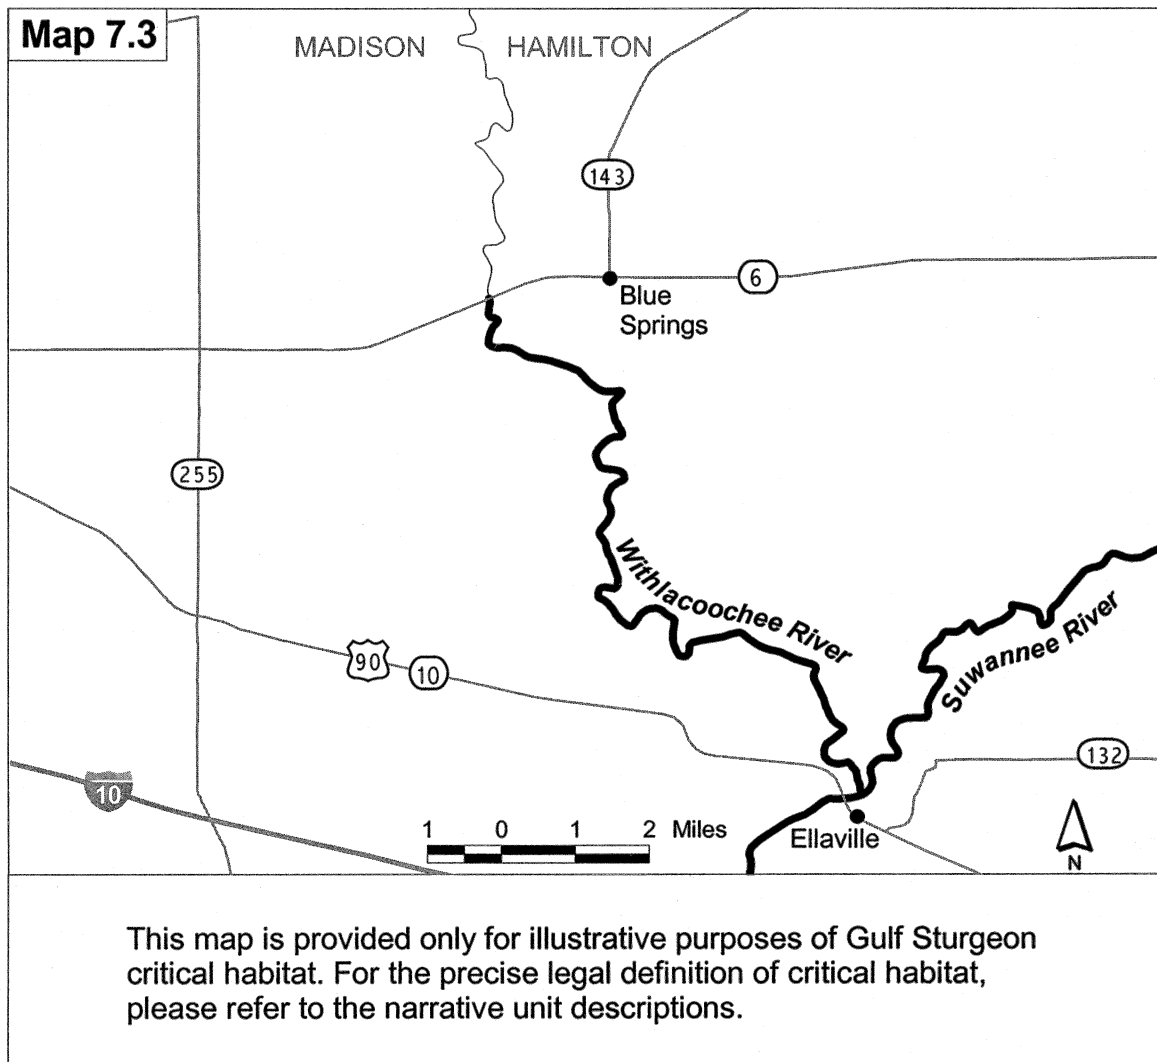 Map 7.3
MADISON
HAMILTON
143
6
Blue
Springs
255
Withlacoochee River
Suwannee River
90
10
132
10
1 0 1 2 Miles
Ellaville
N
This map is provided only for illustrative purposes of Gulf Sturgeon
critical habitat. For the precise legal definition of critical habitat,
please refer to the narrative unit descriptions.